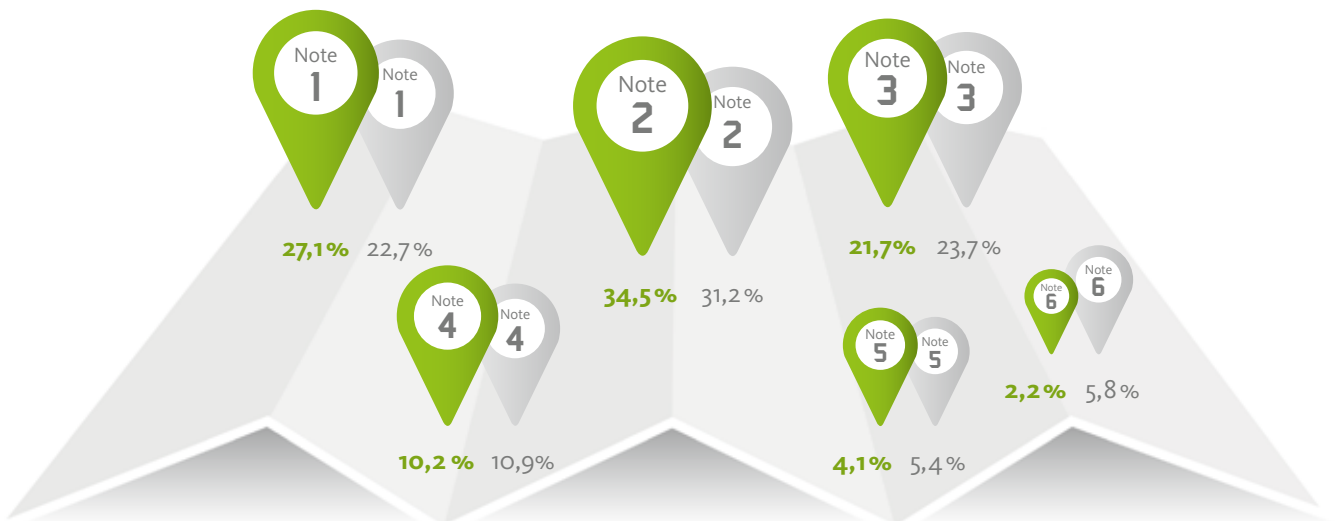 Note
1
Note
1
27,1 %
22,7 %
Note
2
Note
2
34,5 %
31,2 %
Note
3
Note
3
21,7 %
23,7 %
Note
4
Note
4
10,2 %
10,9%
Note
5
Note
5
4,1 %
5,4 %
Note
6
Note
6
2,2 %
5,8 %